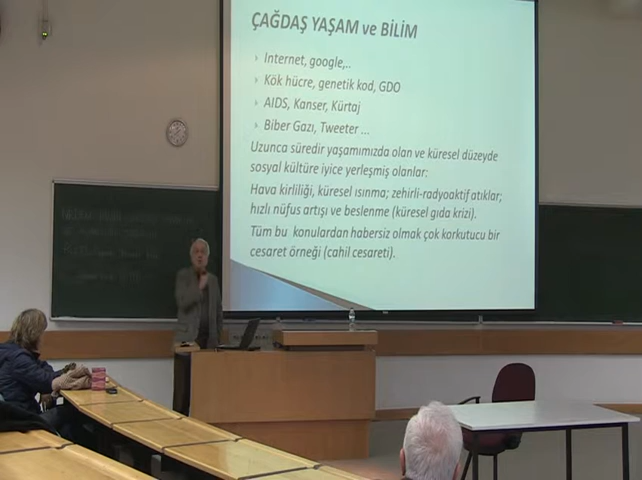 ÇAĞDAŞ YAŞAM ve BİLİM
Internet, google,..
Kök hücre, genetik kod, GDO
AIDS, Kanser, Kürtaj
Biber Gazı, Tweeter ...
Uzunca süredir yaşamımızda olan ve küresel düzeyde
sosyal kültüre iyice yerleşmiş olanlar:
Hava kirliliği, küresel ısınma; zehirli-radyoaktif atıklar;
hızlı nüfus artışı ve beslenme (küresel gıda krizi).
Tüm bu konulardan habersiz olmak çok karkutucu bir
cesaret örneği (cahil cesareti).